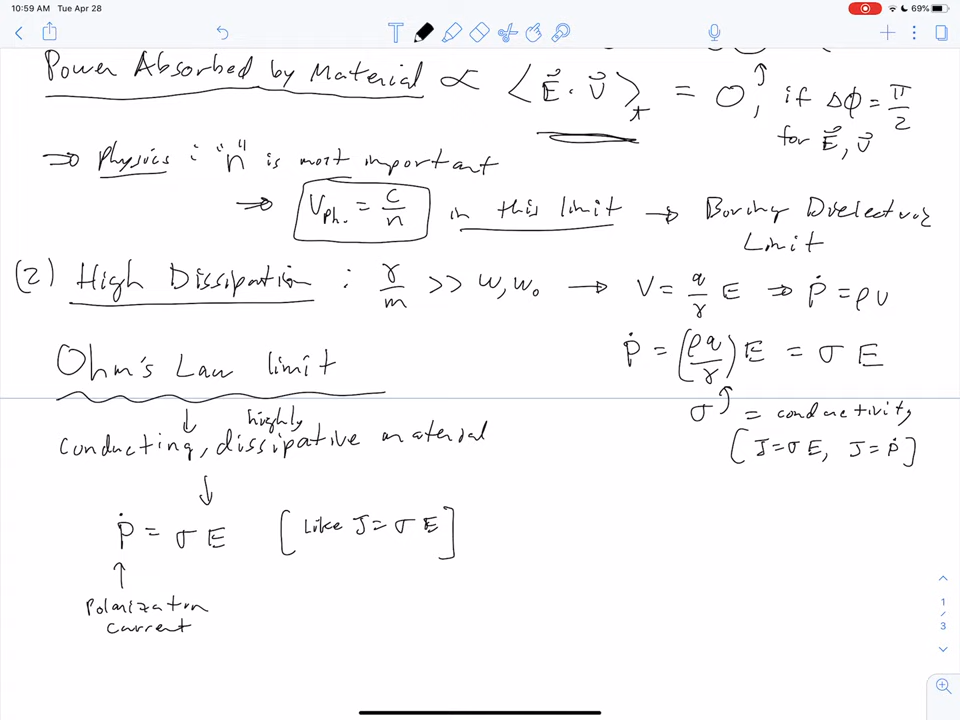 10:59 AM Tue Apr 28
69%
Power Absorbed by Material ∝ ⟨E⃗ · v⃗⟩t = 0, if Δϕ = π/2
for E⃗, v⃗
⇒ Physics : "n" is most important
⇒ Vph. = c/n in this limit → Boring Dielectric
Limit
(2) High Dissipation : γ/m >> ω, ω₀ → V = q/γ E ⇒ Ṗ = ρv
Ṗ = (ρq/γ) E = σ E
Ohm's Law limit
σ = conductivity
[J = σ E, J = Ṗ]
highly
conducting, dissipative material
Ṗ = σ E [Like J = σ E]
Polarization
current
1
/
3